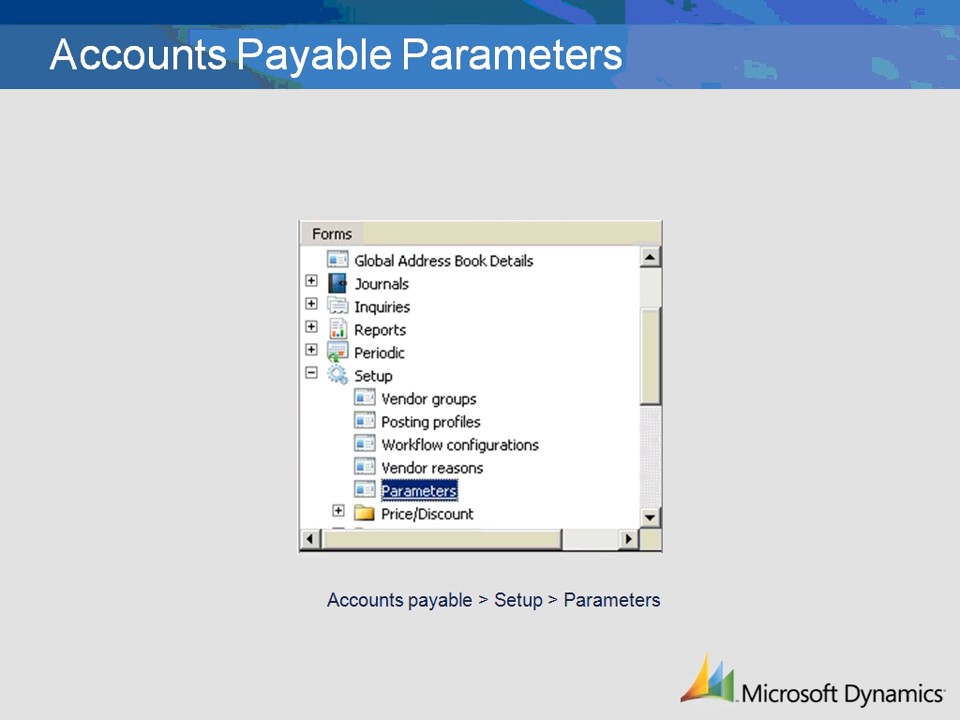 Accounts Payable Parameters
Forms
Global Address Book Details
Journals
Inquiries
Reports
Periodic
Setup
Vendor groups
Posting profiles
Workflow configurations
Vendor reasons
Parameters
Price/Discount
Accounts payable > Setup > Parameters
Microsoft Dynamics